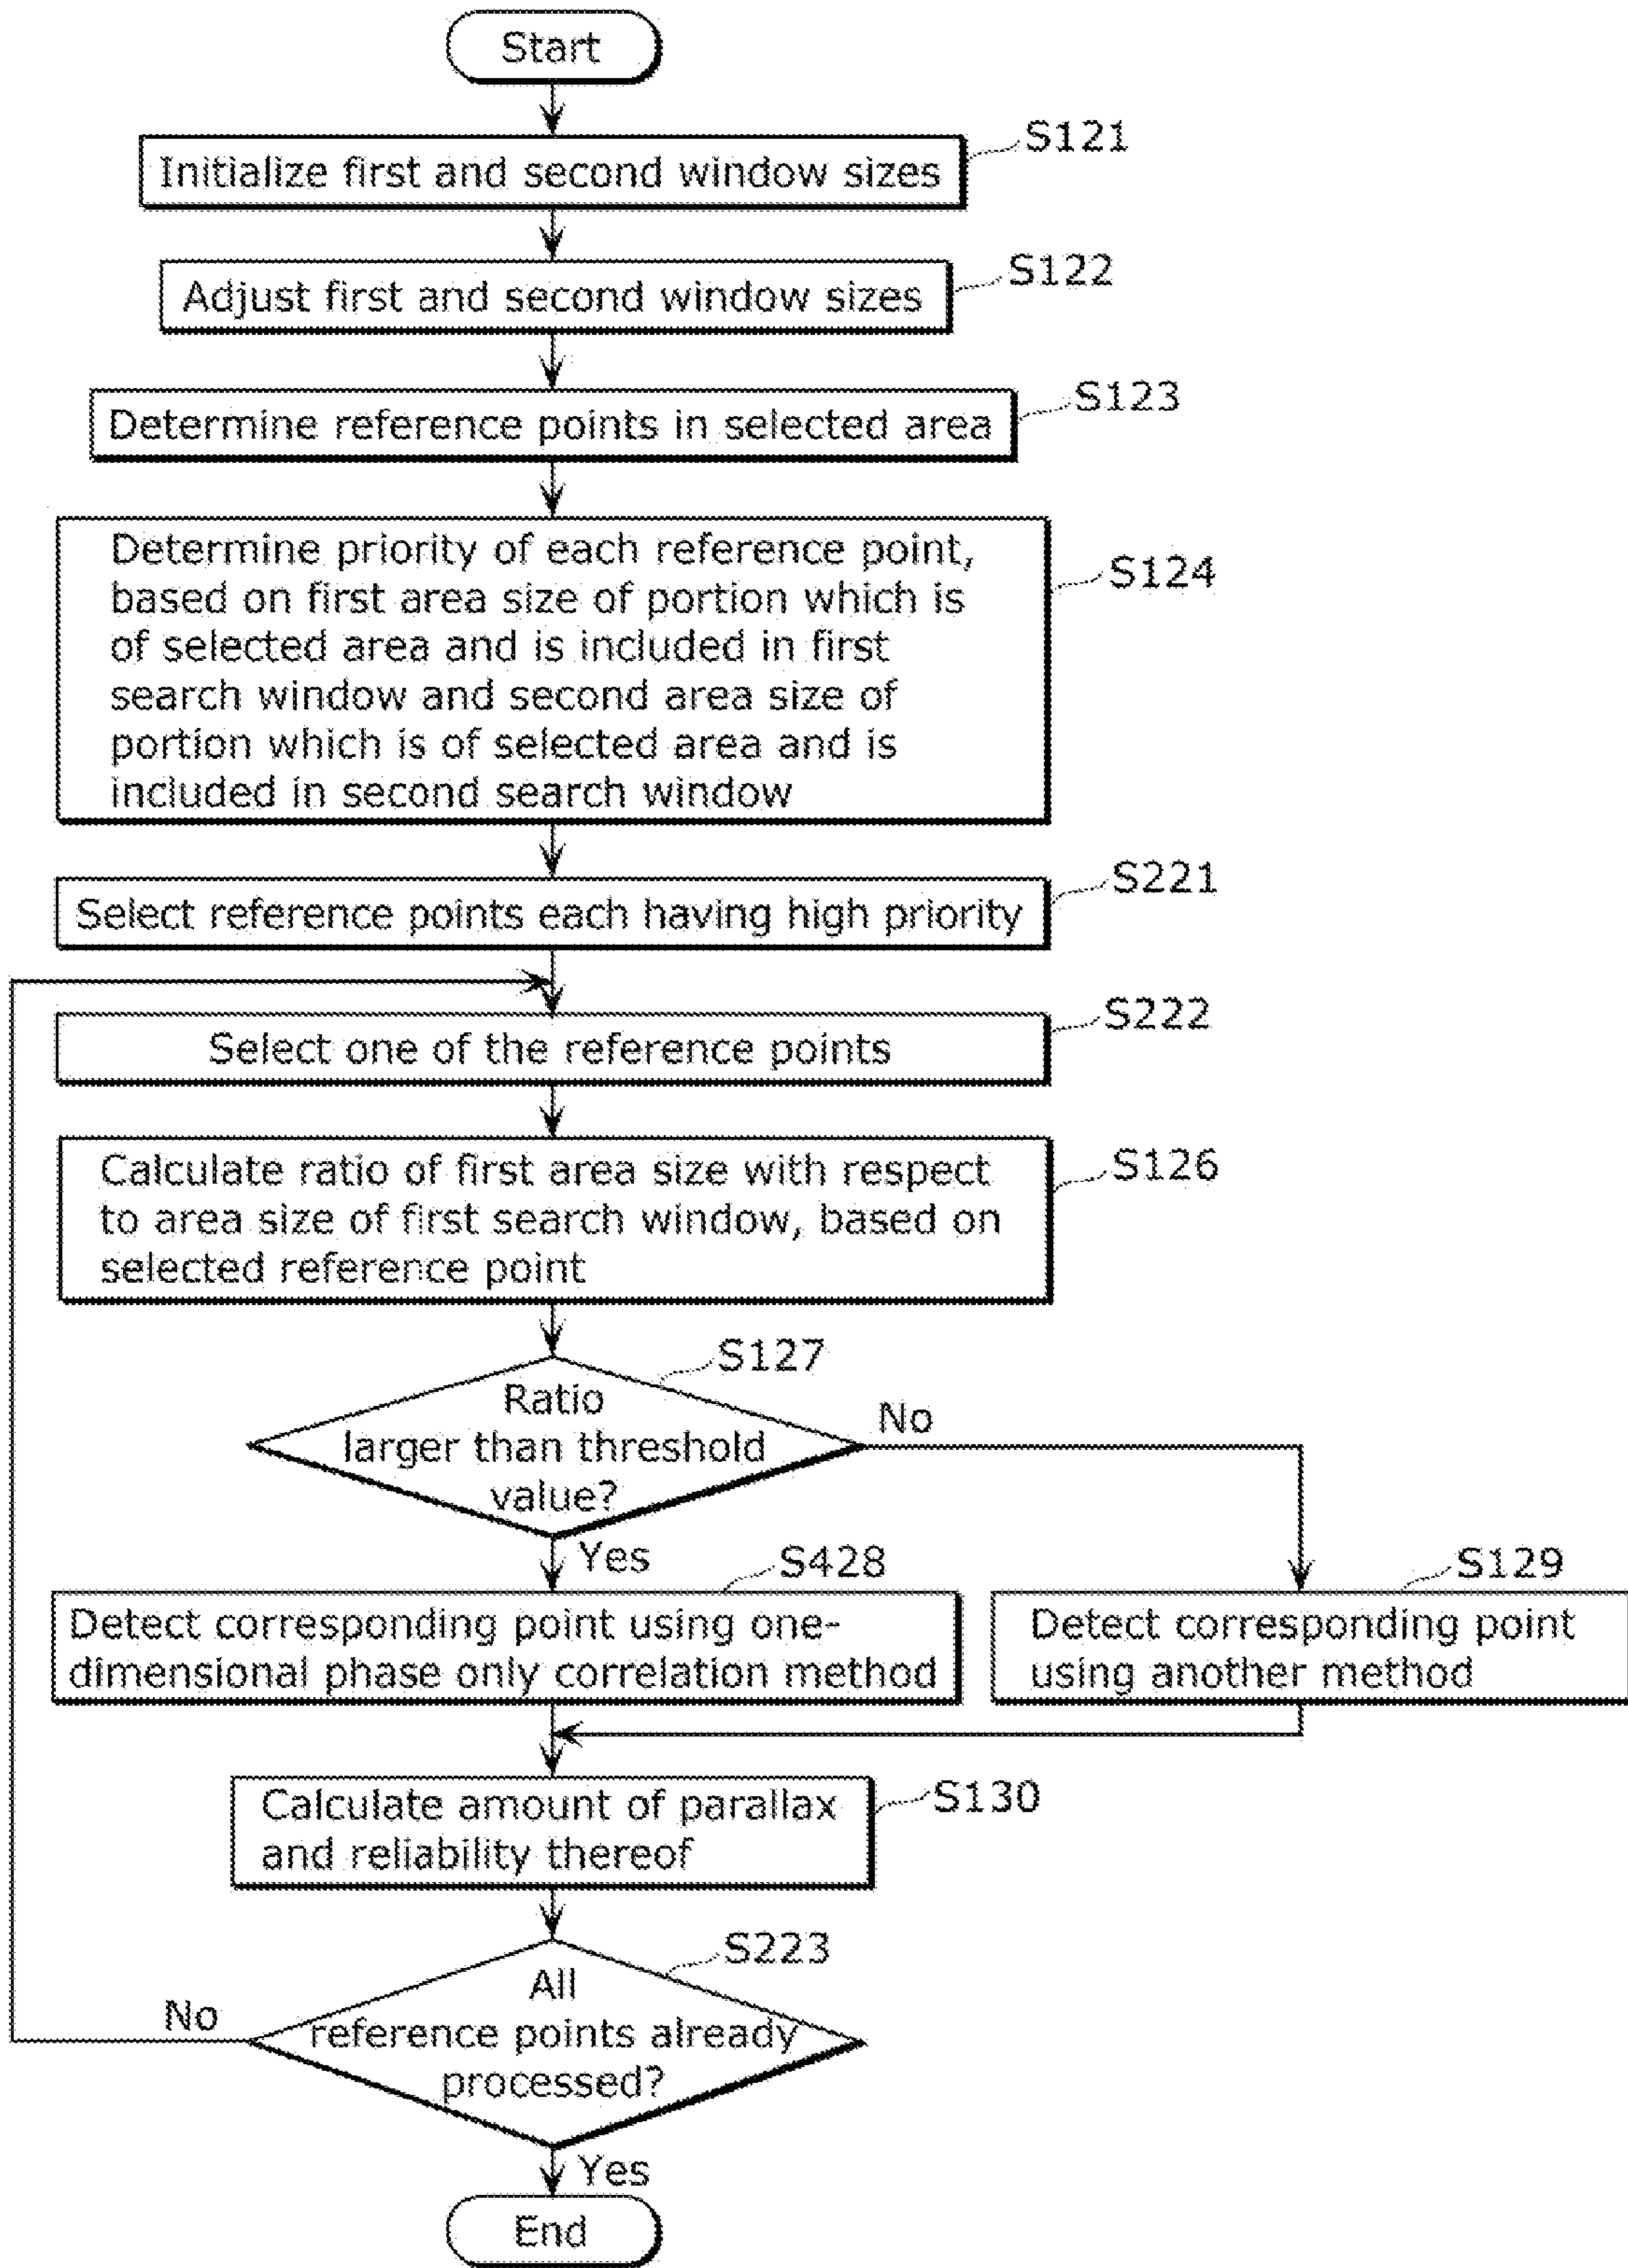 Start
S121
Initialize first and second window sizes
S122
Adjust first and second window sizes
S123
Determine reference points in selected area
S124
Determine priority of each reference point,
based on first area size of portion which is
of selected area and is included in first
search window and second area size of
portion which is of selected area and is
included in second search window
S221
Select reference points each having high priority
S222
Select one of the reference points
S126
Calculate ratio of first area size with respect
to area size of first search window, based on
selected reference point
S127
Ratio
larger than threshold
value?
No
Yes
S428
Detect corresponding point using one-
dimensional phase only correlation method
S129
Detect corresponding point
using another method
S130
Calculate amount of parallax
and reliability thereof
S223
All
reference points already
processed?
No
Yes
End